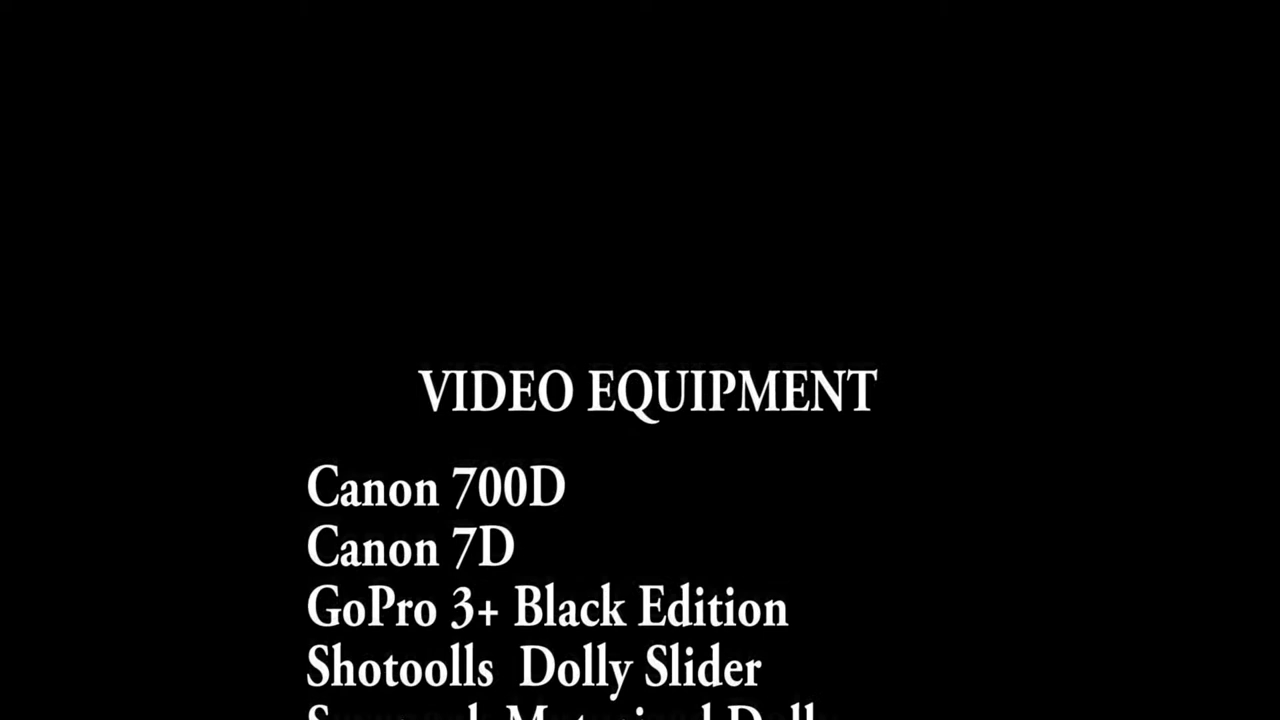 VIDEO EQUIPMENT
Canon 700D
Canon 7D
GoPro 3+ Black Edition
Shotoolls Dolly Slider